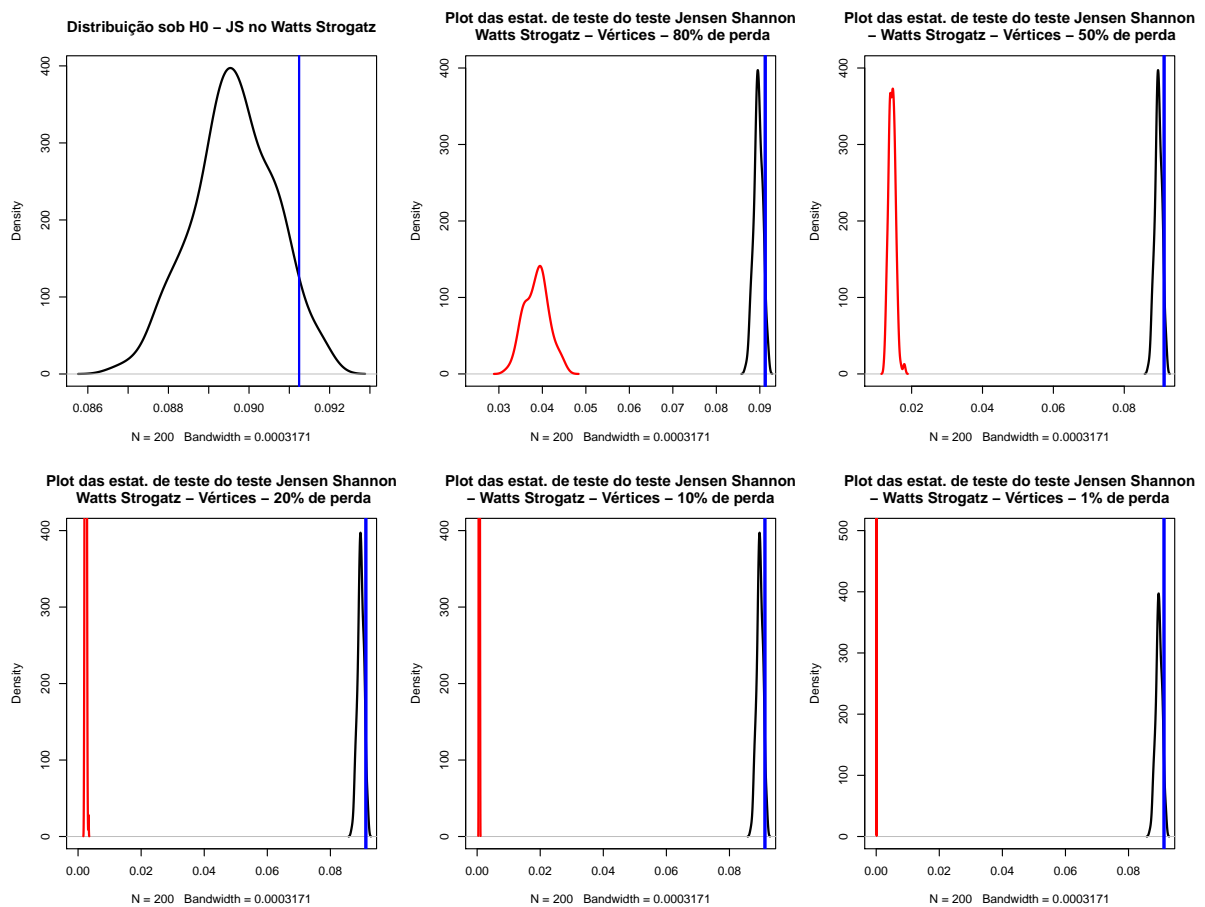 Distribuição sob H0 − JS no Watts Strogatz
Density
0
100
200
300
400
0.086
0.088
0.090
0.092
N = 200 Bandwidth = 0.0003171
Plot das estat. de teste do teste Jensen Shannon
Watts Strogatz − Vértices − 80% de perda
Density
0
100
200
300
400
0.03
0.04
0.05
0.06
0.07
0.08
0.09
N = 200 Bandwidth = 0.0003171
Plot das estat. de teste do teste Jensen Shannon
− Watts Strogatz − Vértices − 50% de perda
Density
0
100
200
300
400
0.02
0.04
0.06
0.08
N = 200 Bandwidth = 0.0003171
Plot das estat. de teste do teste Jensen Shannon
Watts Strogatz − Vértices − 20% de perda
Density
0
100
200
300
400
0.00
0.02
0.04
0.06
0.08
N = 200 Bandwidth = 0.0003171
Plot das estat. de teste do teste Jensen Shannon
− Watts Strogatz − Vértices − 10% de perda
Density
0
100
200
300
400
0.00
0.02
0.04
0.06
0.08
N = 200 Bandwidth = 0.0003171
Plot das estat. de teste do teste Jensen Shannon
− Watts Strogatz − Vértices − 1% de perda
Density
0
100
200
300
400
500
0.00
0.02
0.04
0.06
0.08
N = 200 Bandwidth = 0.0003171